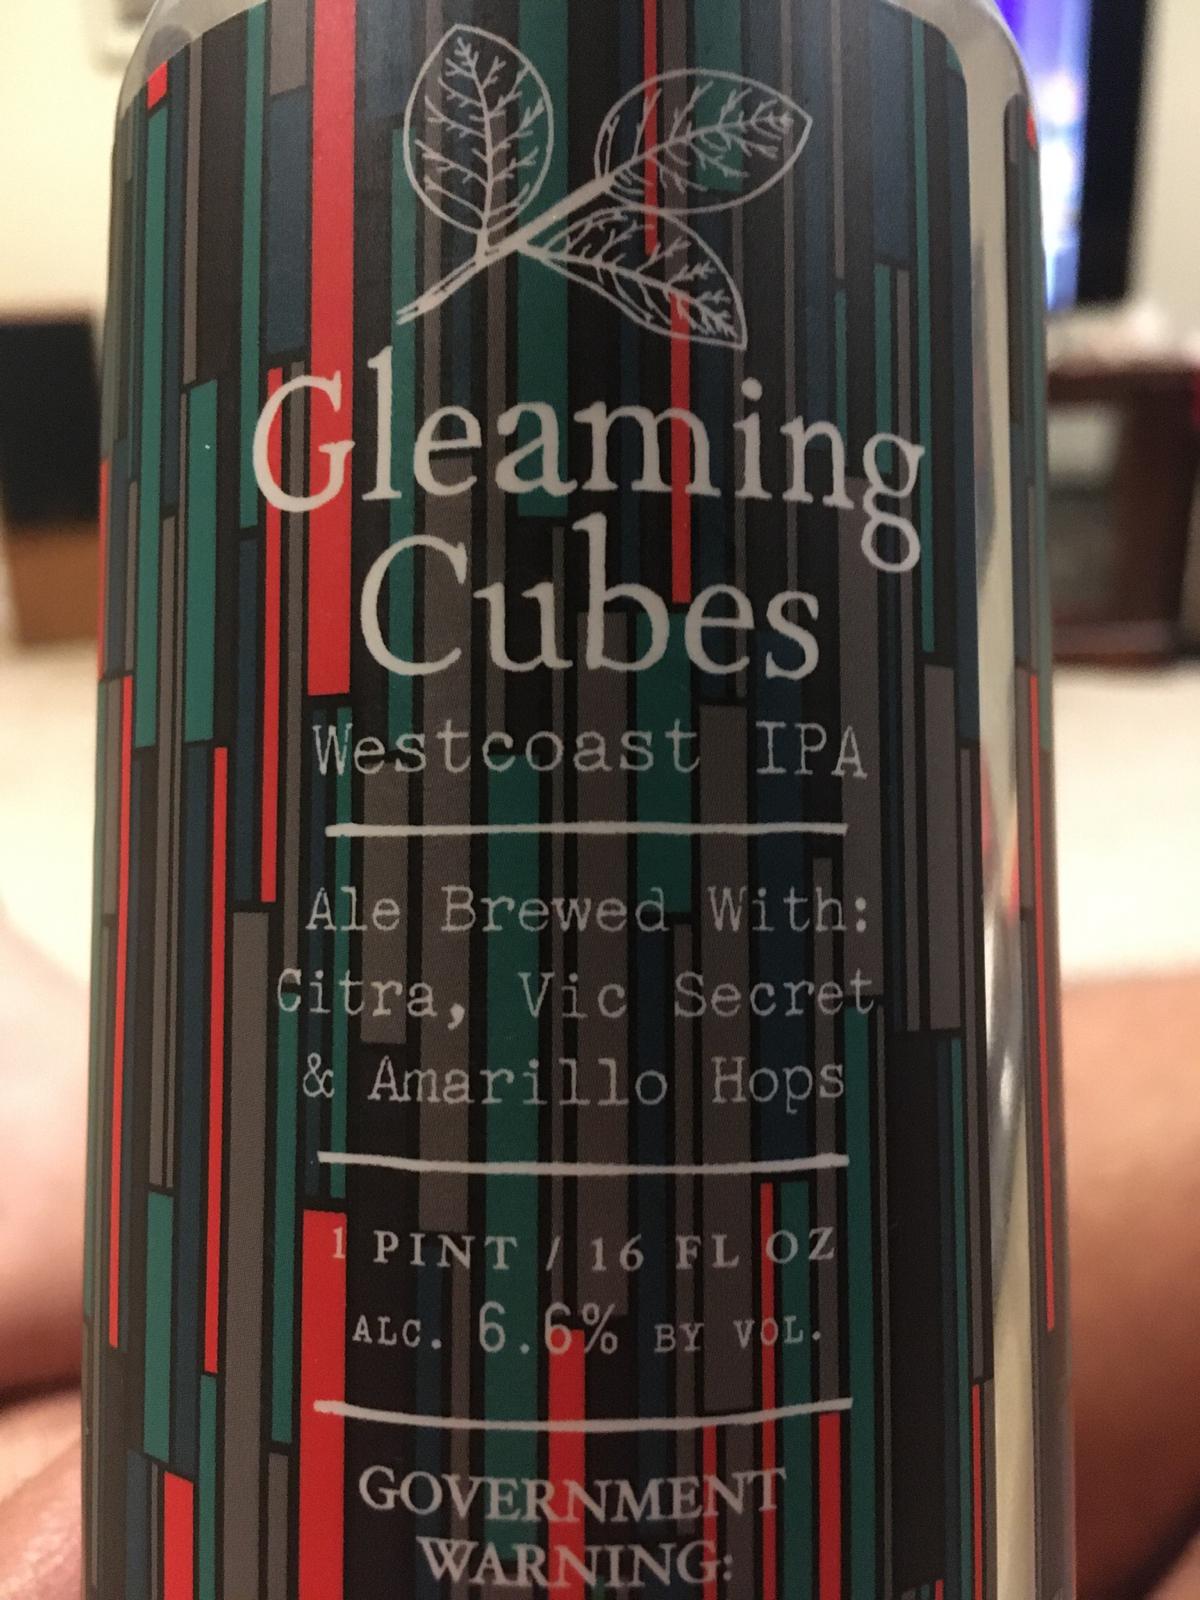 Gleaming
Cubes
Westcoast IPA
Ale Brewed With:
Citra, Vic Secret
& Amarillo Hops
1 PINT / 16 FL OZ
ALC. 6.6% BY VOL.
GOVERNMENT
WARNING: